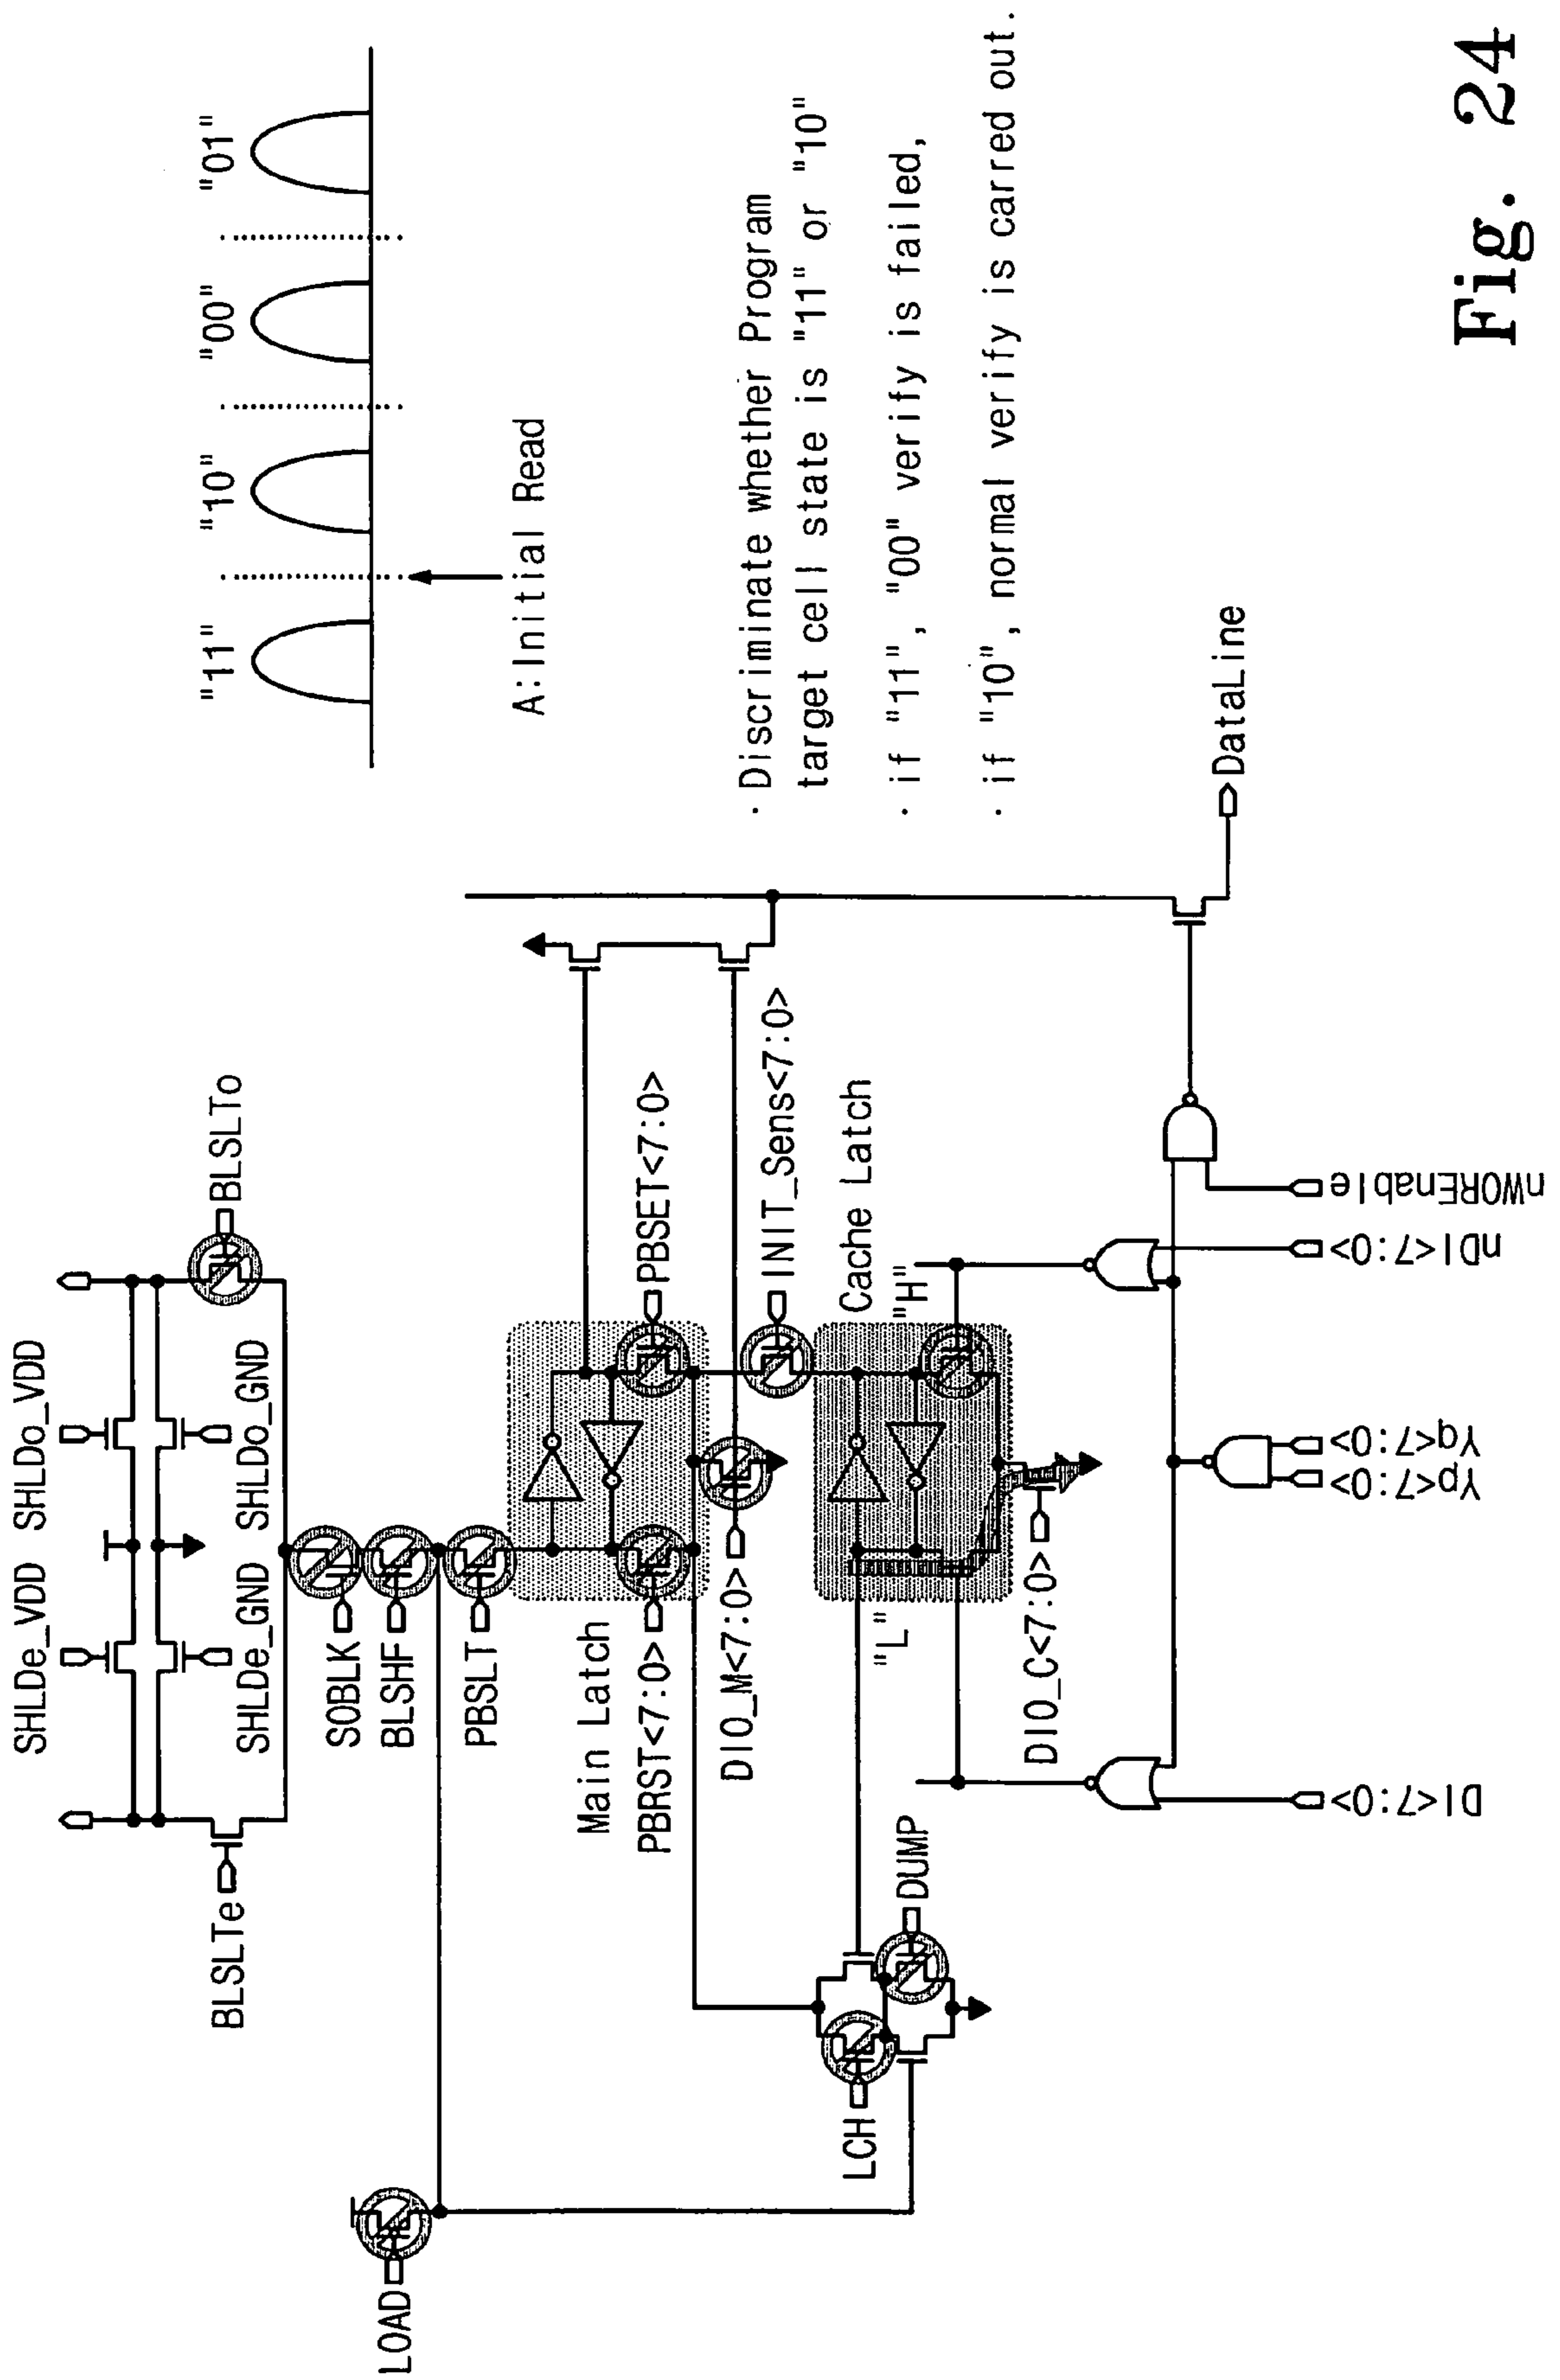 SHLDe_VDD SHLDo_VDD
SHLDe_GND SHLDo_GND
BLSLTe
BLSLTo
SOBLK
BLSHF
PBSLT
LOAD
Main Latch
PBRST<7:0>
PBSET<7:0>
DIO_M<7:0>
INIT_Sens<7:0>
Cache Latch
"L"
"H"
LCH
DUMP
DIO_C<7:0>
DI<7:0>
Yp<7:0>
Yq<7:0>
nDI<7:0>
nWOREnable
DataLine
"11" "10" "00" "01"
A:Initial Read
· Discriminate whether Program
target cell state is "11" or "10"
· if "11", "00" verify is failed,
· if "10", normal verify is carred out.
Fig. 24